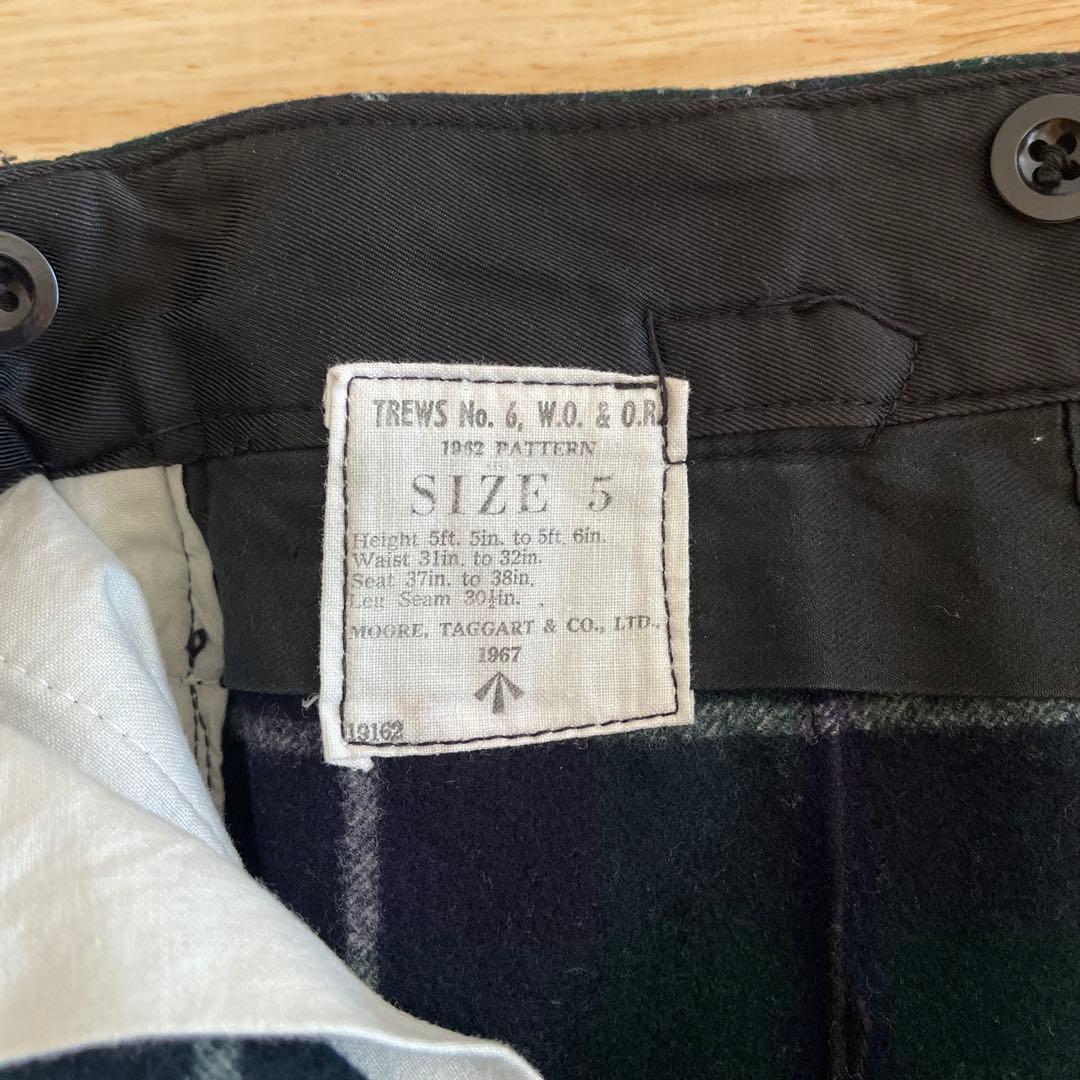 TREWS No. 6, W.O. & O.R.
1962 PATTERN
SIZE 5
Height 5ft. 5in. to 5ft. 6in.
Waist 31in. to 32in.
Seat 37in. to 38in.
Leg Seam 30½in.
MOORE, TAGGART & CO., LTD.,
1967
19162